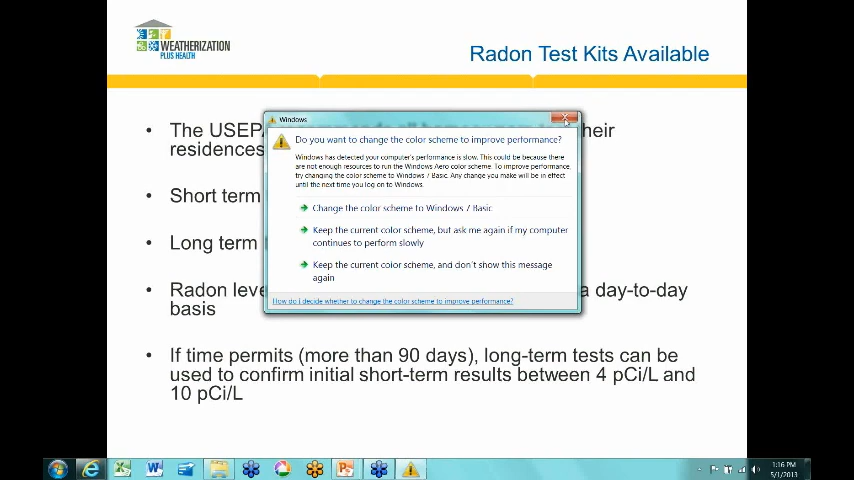 WEATHERIZATION
PLUS HEALTH
Radon Test Kits Available
• The USEPA
heir
residences
• Short term
• Long term
• Radon leve
a day-to-day
basis
• If time permits (more than 90 days), long-term tests can be
used to confirm initial short-term results between 4 pCi/L and
10 pCi/L
Windows
Do you want to change the color scheme to improve performance?
Windows has detected your computer's performance is slow. This could be because there
are not enough resources to run the Windows Aero color scheme. To improve performance,
try changing the color scheme to Windows 7 Basic. Any change you make will be in effect
until the next time you log on to Windows.
Change the color scheme to Windows 7 Basic
Keep the current color scheme, but ask me again if my computer
continues to perform slowly
Keep the current color scheme, and don't show this message
again
How do I decide whether to change the color scheme to improve performance?
1:16 PM
5/1/2013